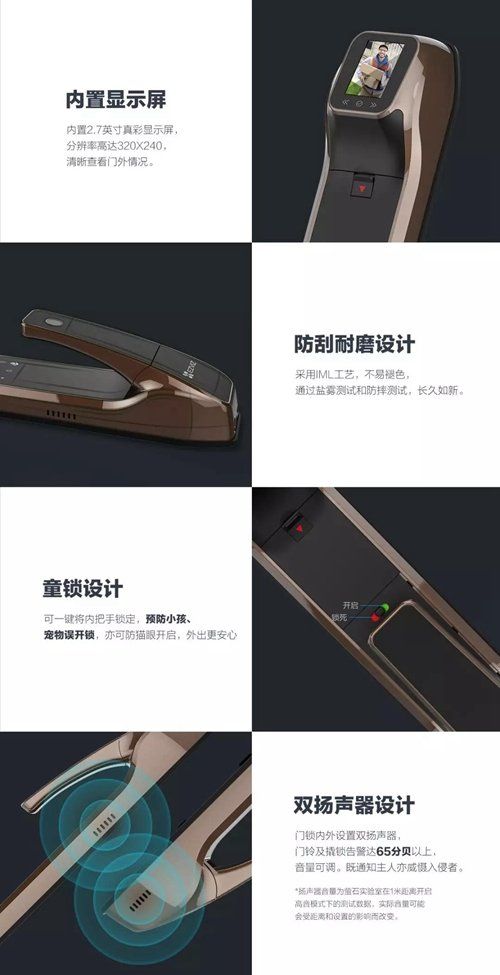 内置显示屏
内置2.7英寸真彩显示屏，
分辨率高达320X240，
清晰查看门外情况。
防刮耐磨设计
采用IML工艺，不易褪色，
通过盐雾测试和防摔测试，长久如新。
童锁设计
可一键将内把手锁定，预防小孩、
宠物误开锁，亦可防猫眼开启，外出更安心
开启
锁死
双扬声器设计
门锁内外设置双扬声器，
门铃及撬锁告警达65分贝以上，
音量可调。既通知主人亦威慑入侵者。
*扬声器音量为萤石实验室在1米距离开启
高音模式下的测试数据，实际音量可能
会受距离和设置的影响而改变。